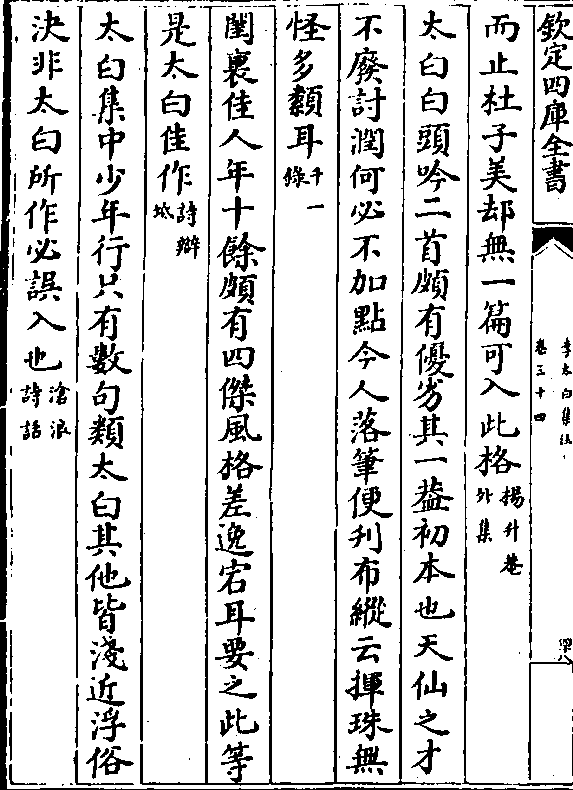 欽定四庫全書
李太白集注
卷三十四
而止杜子美却無一篇可入此格楊升菴外集
太白白頭吟二首頗有優劣其一蓋初本也天仙之才
不廢討潤何必不加點今人落筆便刋布縱云揮珠無
怪多纇耳千一錄
閨裏佳人年十餘頗有四傑風格差逸宕耳要之此等
是太白佳作詩辯坻
太白集中少年行只有數句類太白其他皆淺近浮俗
決非太白所作必誤入也滄浪詩話